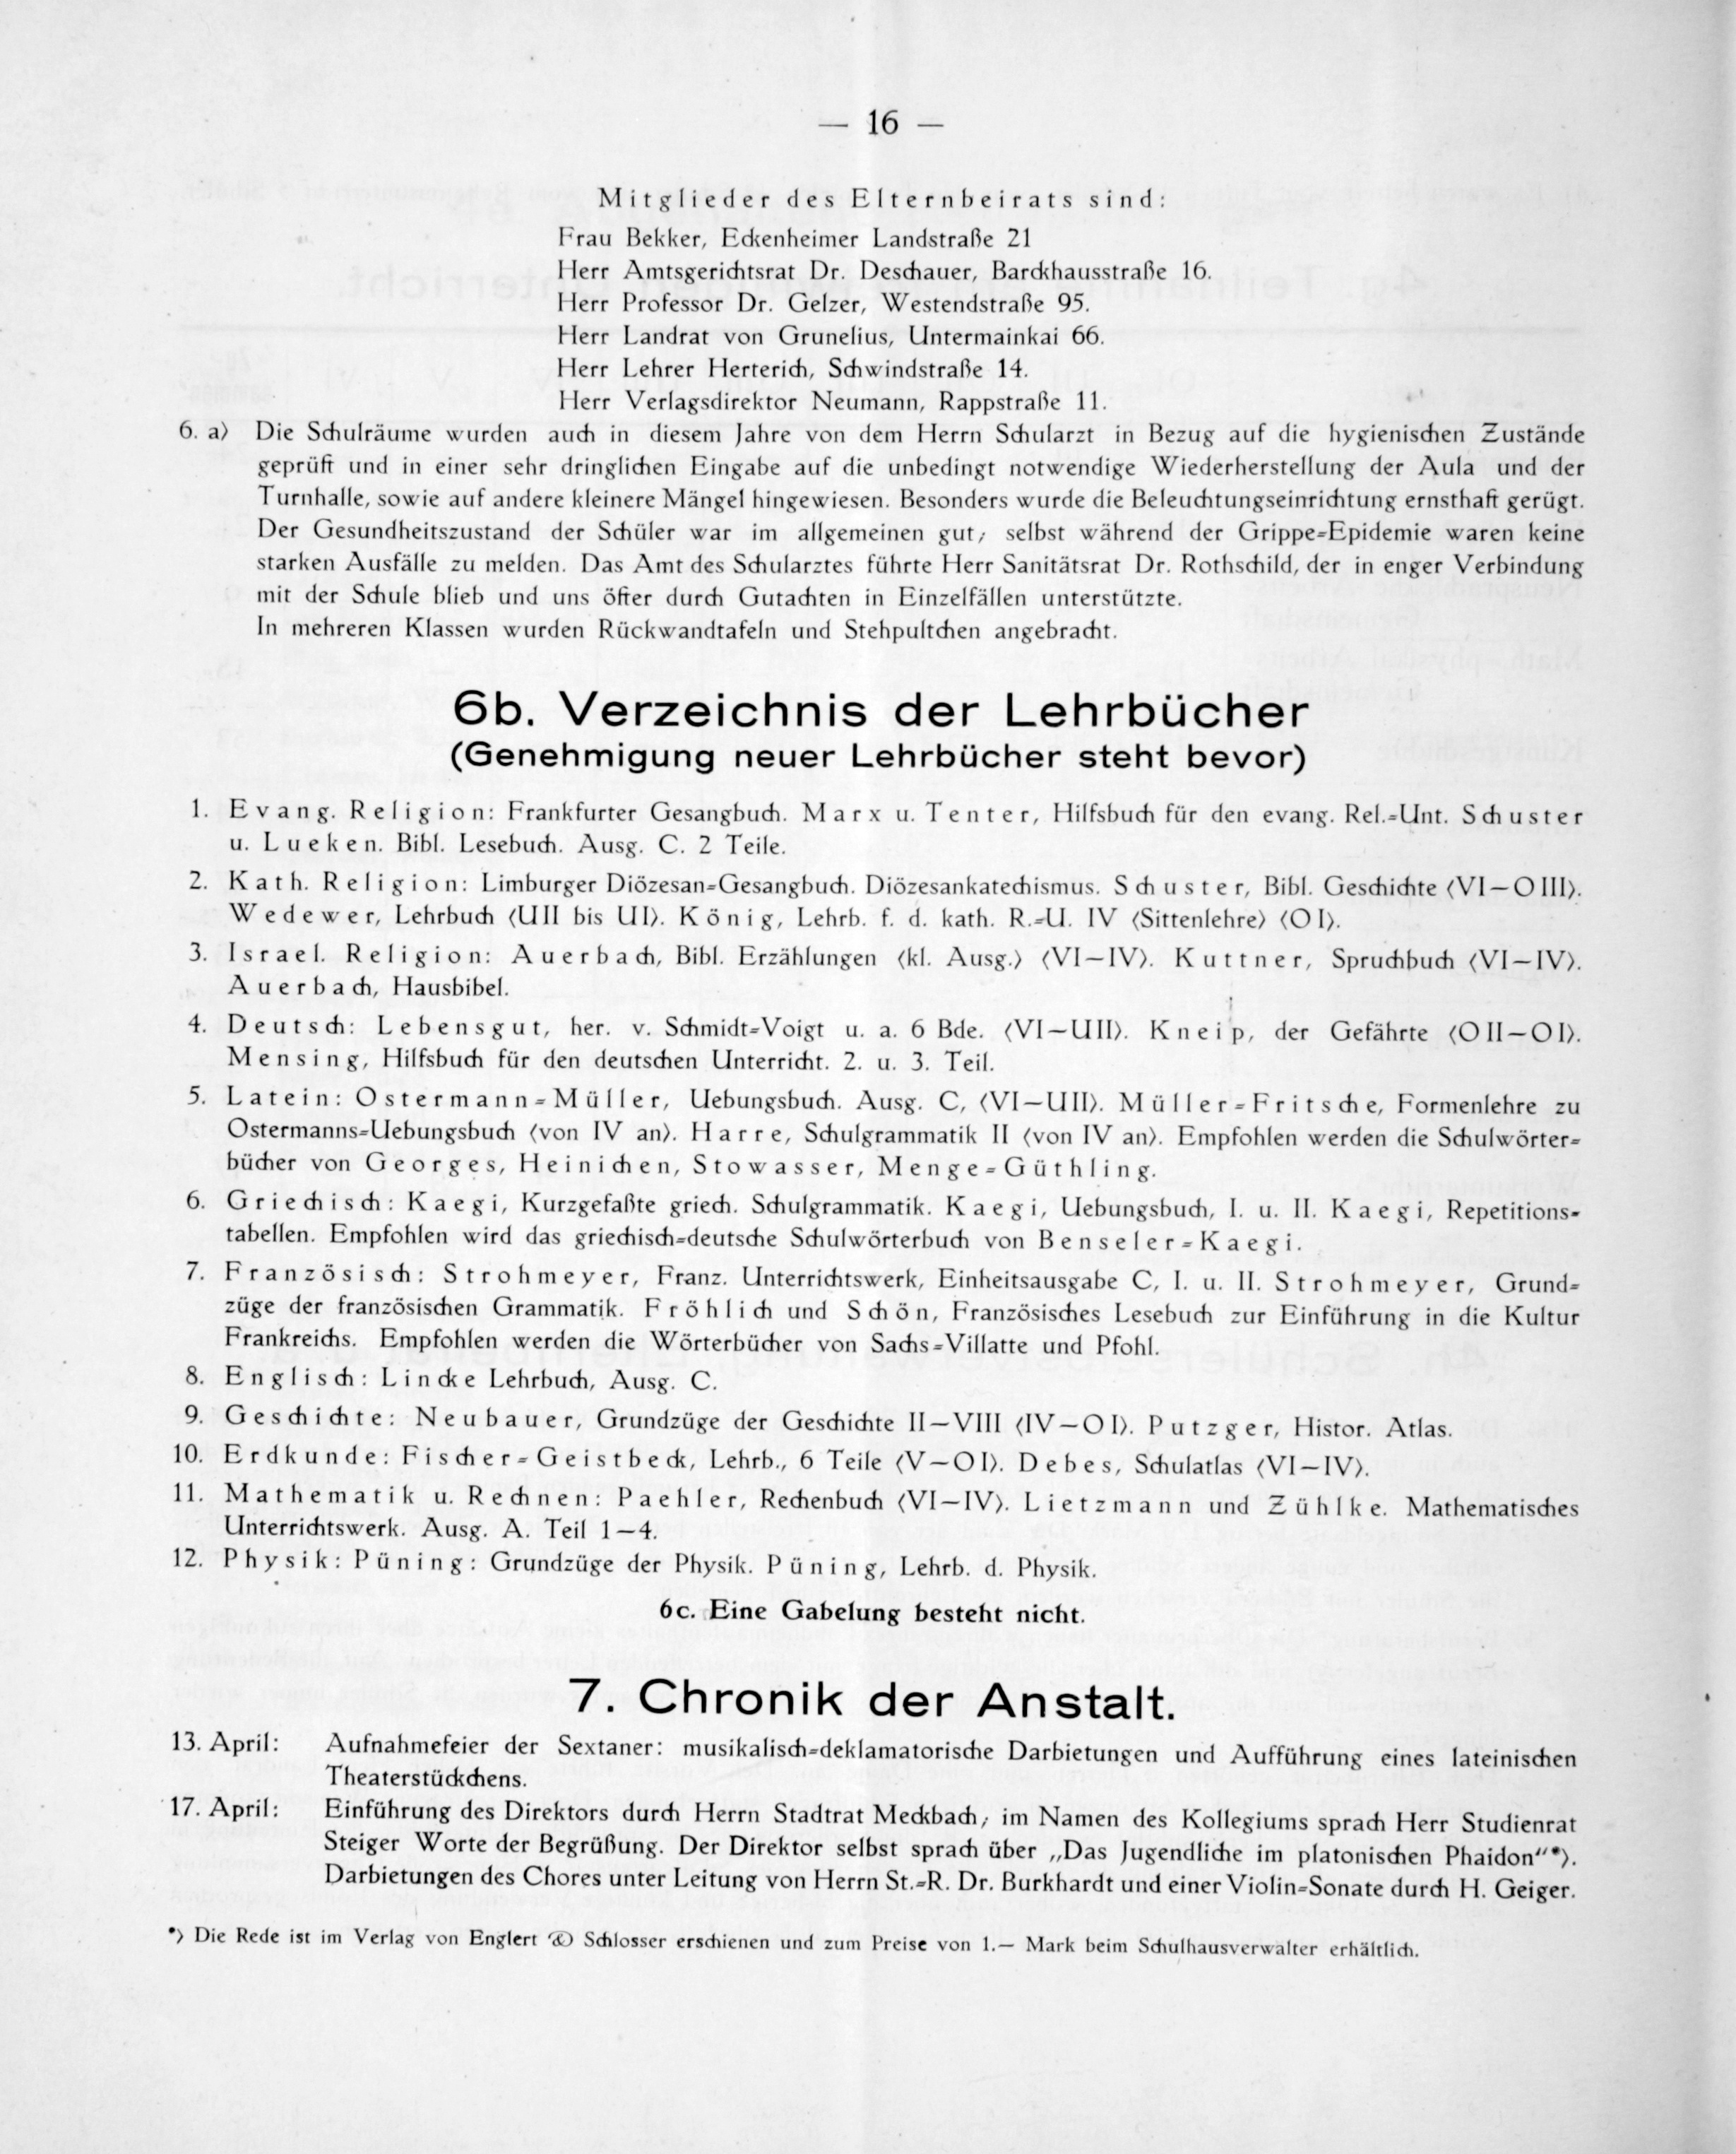 — 16 —
Mitglieder des Elternbeirats sind:
Frau Bekker, Eckenheimer Landstraße 21
Herr Amtsgerichtsrat Dr. Deschauer, Barckhausstraße 16.
Herr Professor Dr. Gelzer, Westendstraße 95.
Herr Landrat von Grunelius, Untermainkai 66.
Herr Lehrer Herterich, Schwindstraße 14.
Herr Verlagsdirektor Neumann, Rappstraße 11.
6. a) Die Schulräume wurden auch in diesem Jahre von dem Herrn Schularzt in Bezug auf die hygienischen Zustände
geprüft und in einer sehr dringlichen Eingabe auf die unbedingt notwendige Wiederherstellung der Aula und der
Turnhalle, sowie auf andere kleinere Mängel hingewiesen. Besonders wurde die Beleuchtungseinrichtung ernsthaft gerügt.
Der Gesundheitszustand der Schüler war im allgemeinen gut; selbst während der Grippe-Epidemie waren keine
starken Ausfälle zu melden. Das Amt des Schularztes führte Herr Sanitätsrat Dr. Rothschild, der in enger Verbindung
mit der Schule blieb und uns öfter durch Gutachten in Einzelfällen unterstützte.
In mehreren Klassen wurden Rückwandtafeln und Stehpultchen angebracht.
6b. Verzeichnis der Lehrbücher
(Genehmigung neuer Lehrbücher steht bevor)
1. Evang. Religion: Frankfurter Gesangbuch. Marx u. Tenter, Hilfsbuch für den evang. Rel.-Unt. Schuster
u. Lueken. Bibl. Lesebuch. Ausg. C. 2 Teile.
2. Kath. Religion: Limburger Diözesan-Gesangbuch. Diözesankatechismus. Schuster, Bibl. Geschichte (VI—O III).
Wedewer, Lehrbuch (UII bis UI). König, Lehrb. f. d. kath. R.-U. IV (Sittenlehre) (O I).
3. Israel. Religion: Auerbach, Bibl. Erzählungen (kl. Ausg.) (VI—IV). Kuttner, Spruchbuch (VI—IV).
Auerbach, Hausbibel.
4. Deutsch: Lebensgut, her. v. Schmidt-Voigt u. a. 6 Bde. (VI—UII). Kneip, der Gefährte (O II—O I).
Mensing, Hilfsbuch für den deutschen Unterricht. 2. u. 3. Teil.
5. Latein: Ostermann-Müller, Uebungsbuch. Ausg. C, (VI—UII). Müller-Fritsche, Formenlehre zu
Ostermanns-Uebungsbuch (von IV an). Harre, Schulgrammatik II (von IV an). Empfohlen werden die Schulwörter-
bücher von Georges, Heinichen, Stowasser, Menge-Güthling.
6. Griechisch: Kaegi, Kurzgefaßte griech. Schulgrammatik. Kaegi, Uebungsbuch, I. u. II. Kaegi, Repetitions-
tabellen. Empfohlen wird das griechisch-deutsche Schulwörterbuch von Benseler-Kaegi.
7. Französisch: Strohmeyer, Franz. Unterrichtswerk, Einheitsausgabe C, I. u. II. Strohmeyer, Grund-
züge der französischen Grammatik. Fröhlich und Schön, Französisches Lesebuch zur Einführung in die Kultur
Frankreichs. Empfohlen werden die Wörterbücher von Sachs-Villatte und Pfohl.
8. Englisch: Lincke Lehrbuch, Ausg. C.
9. Geschichte: Neubauer, Grundzüge der Geschichte II—VIII (IV—O I). Putzger, Histor. Atlas.
10. Erdkunde: Fischer-Geistbeck, Lehrb., 6 Teile (V—O I). Debes, Schulatlas (VI—IV).
11. Mathematik u. Rechnen: Paehler, Rechenbuch (VI—IV). Lietzmann und Zühlke. Mathematisches
Unterrichtswerk. Ausg. A. Teil 1—4.
12. Physik: Püning: Grundzüge der Physik. Püning, Lehrb. d. Physik.
6c. Eine Gabelung besteht nicht.
7. Chronik der Anstalt.
13. April: Aufnahmefeier der Sextaner: musikalisch-deklamatorische Darbietungen und Aufführung eines lateinischen
Theaterstückchens.
17. April: Einführung des Direktors durch Herrn Stadtrat Meckbach; im Namen des Kollegiums sprach Herr Studienrat
Steiger Worte der Begrüßung. Der Direktor selbst sprach über „Das Jugendliche im platonischen Phaidon“*).
Darbietungen des Chores unter Leitung von Herrn St.-R. Dr. Burkhardt und einer Violin-Sonate durch H. Geiger.
*) Die Rede ist im Verlag von Englert & Schlosser erschienen und zum Preise von 1.— Mark beim Schulhausverwalter erhältlich.